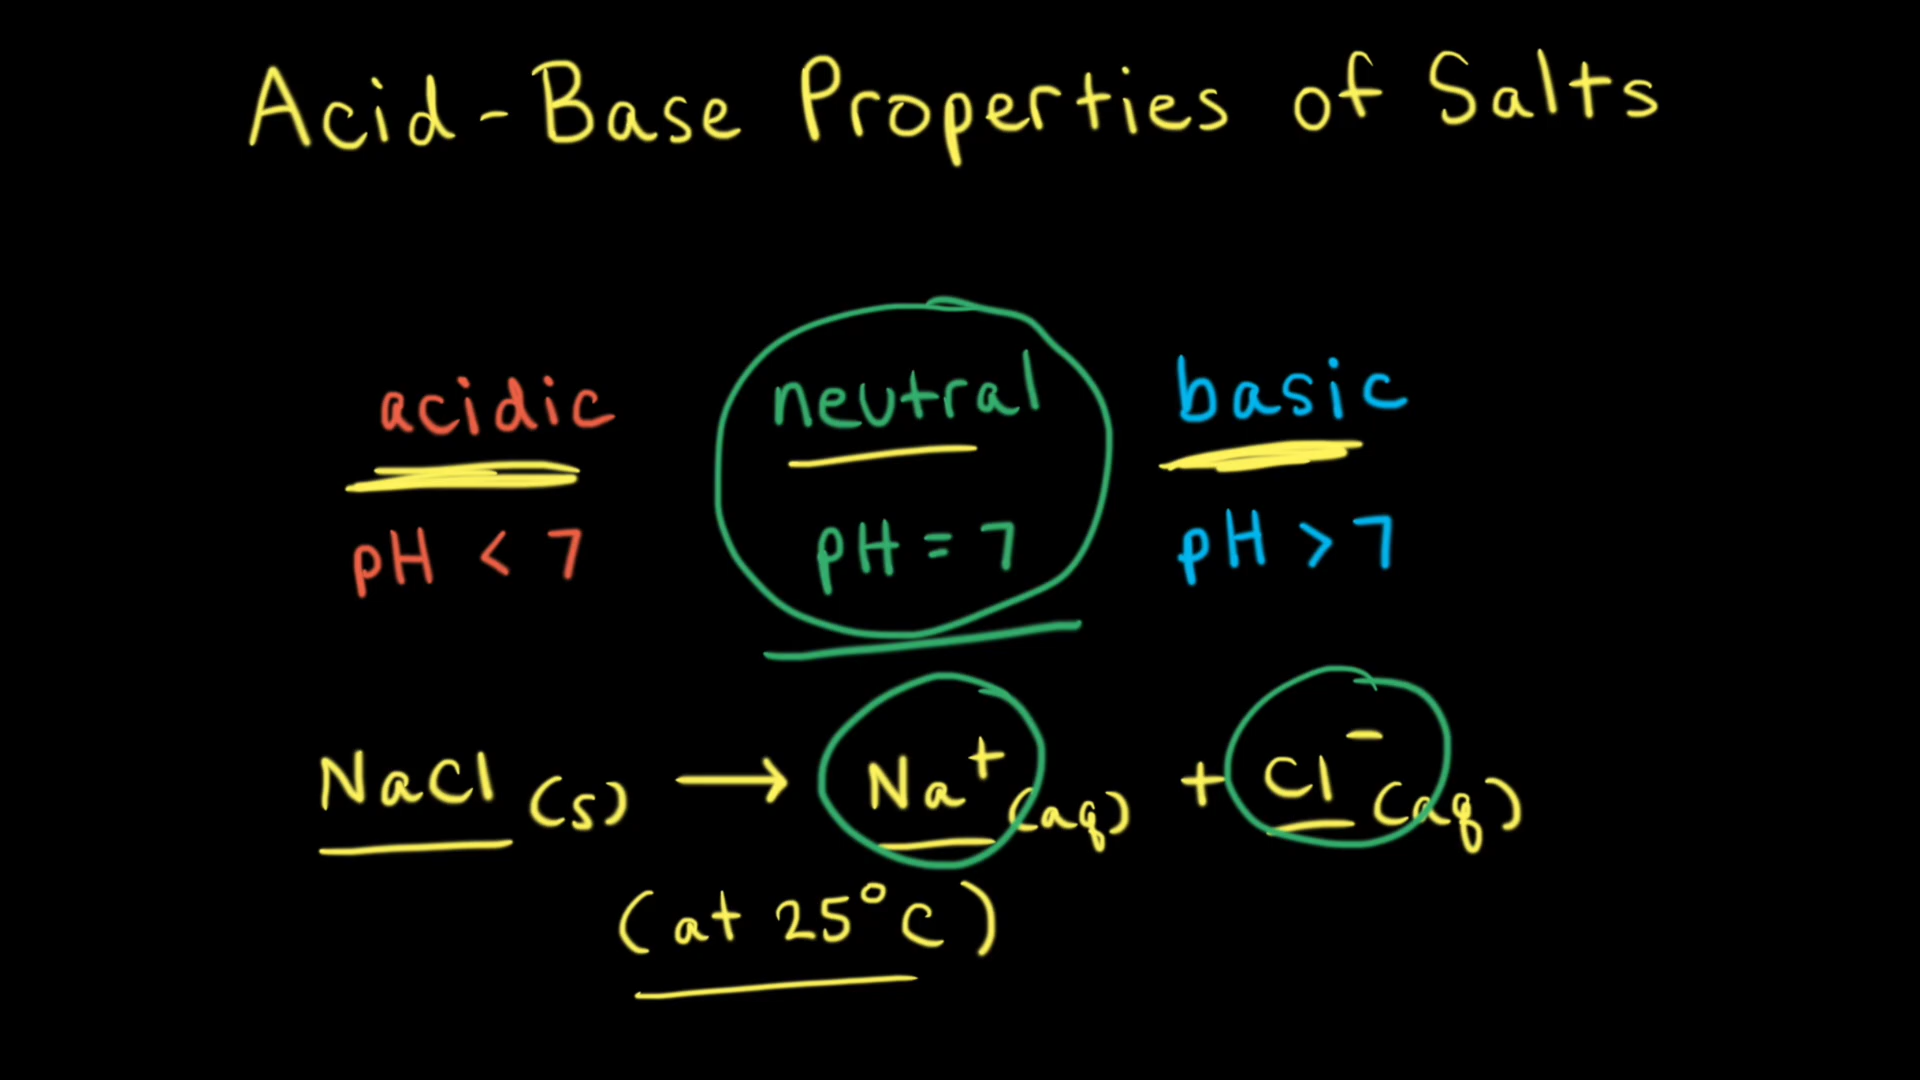 Acid-Base Properties of Salts
acidic neutral basic
pH < 7 pH = 7 pH > 7
NaCl (s) → Na⁺ (aq) + Cl⁻ (aq)
(at 25°C)